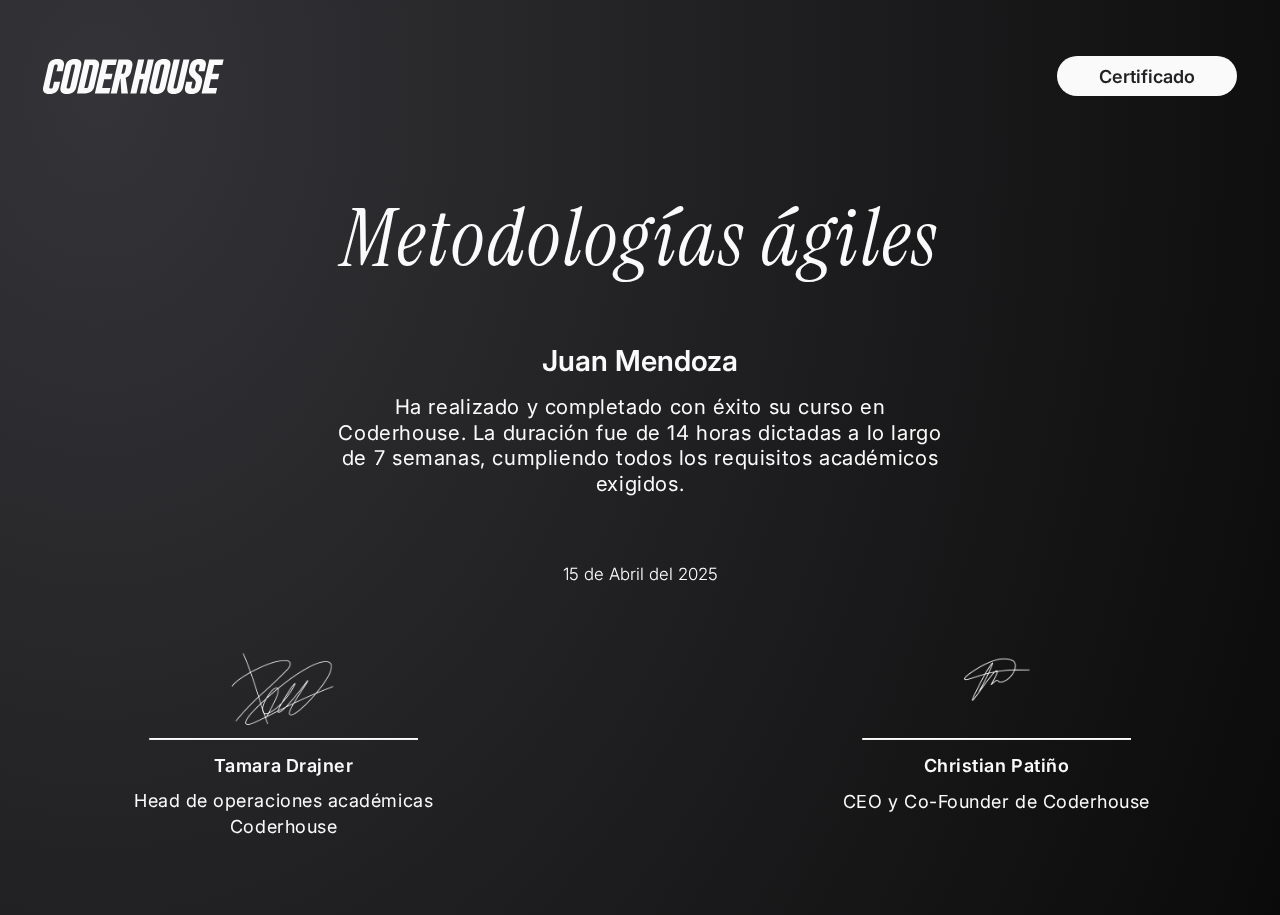 CODERHOUSE
Certificado
Metodologías ágiles
Juan Mendoza
Ha realizado y completado con éxito su curso en
Coderhouse. La duración fue de 14 horas dictadas a lo largo
de 7 semanas, cumpliendo todos los requisitos académicos
exigidos.
15 de Abril del 2025
Tamara Drajner
Head de operaciones académicas
Coderhouse
Christian Patiño
CEO y Co-Founder de Coderhouse